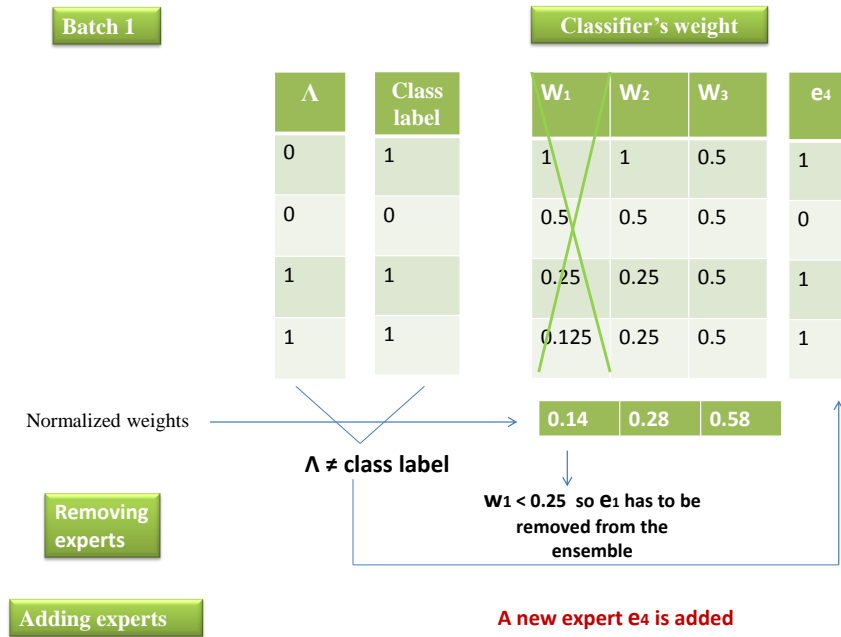 Batch 1
Classifier's weight
Λ Class label W1 W2 W3 e4
0 1 1 1 0.5 1
0 0 0.5 0.5 0.5 0
1 1 0.25 0.25 0.5 1
1 1 0.125 0.25 0.5 1
Normalized weights
0.14 0.28 0.58
Λ ≠ class label
w1 < 0.25 so e1 has to be
removed from the
ensemble
Removing
experts
Adding experts
A new expert e4 is added